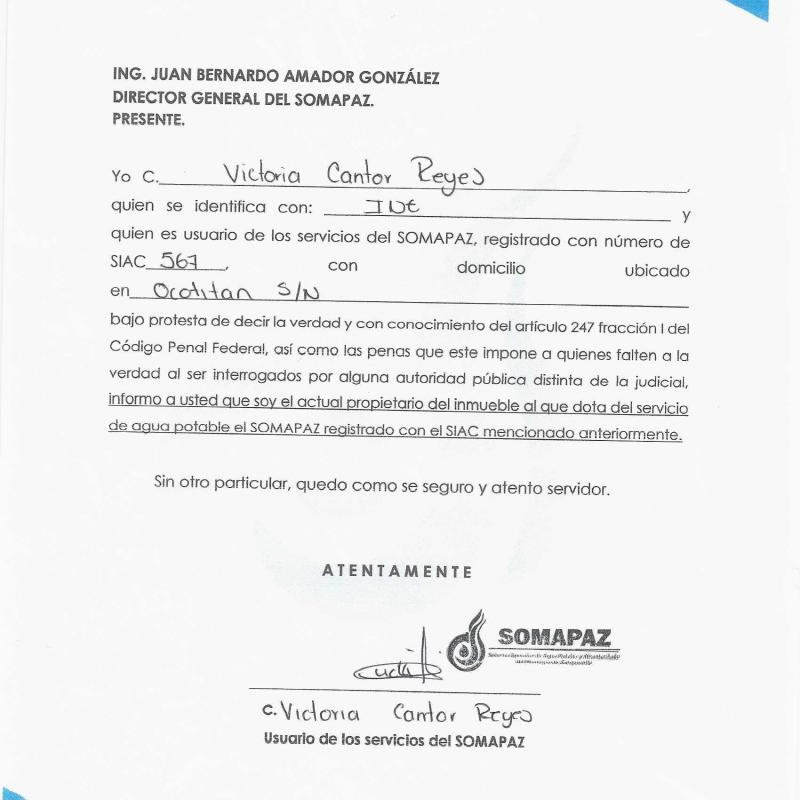 ING. JUAN BERNARDO AMADOR GONZÁLEZ
DIRECTOR GENERAL DEL SOMAPAZ.
PRESENTE.
Yo C. Victoria Cantor Reyes,
quien se identifica con: INE y
quien es usuario de los servicios del SOMAPAZ, registrado con número de
SIAC 567, con domicilio ubicado
en Ocotitan S/N
bajo protesta de decir la verdad y con conocimiento del artículo 247 fracción I del
Código Penal Federal, así como las penas que este impone a quienes falten a la
verdad al ser interrogados por alguna autoridad pública distinta de la judicial,
informo a usted que soy el actual propietario del inmueble al que dota del servicio
de agua potable el SOMAPAZ registrado con el SIAC mencionado anteriormente.
Sin otro particular, quedo como se seguro y atento servidor.
ATENTAMENTE
SOMAPAZ
C. Victoria Cantor Reyes
Usuario de los servicios del SOMAPAZ